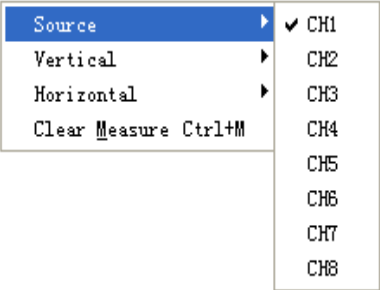 Source
Vertical
Horizontal
Clear Measure Ctrl+M
CH1
CH2
CH3
CH4
CH5
CH6
CH7
CH8